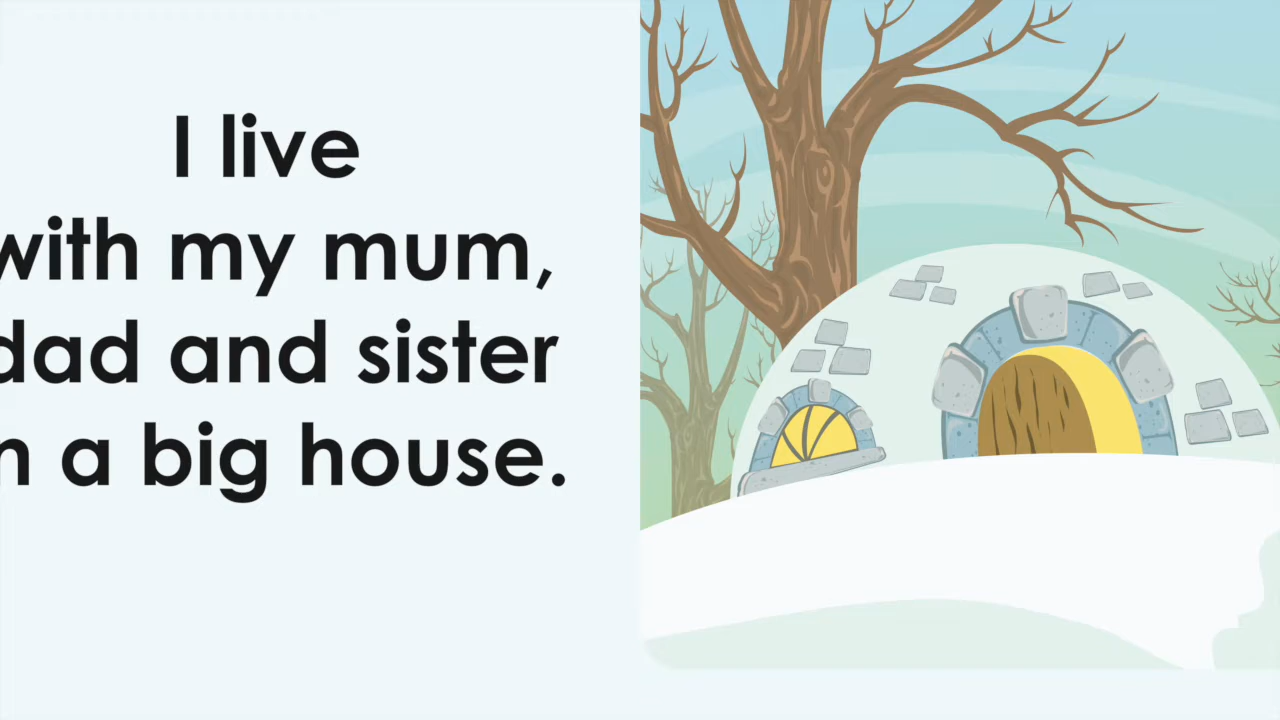 I live
with my mum,
dad and sister
a big house.